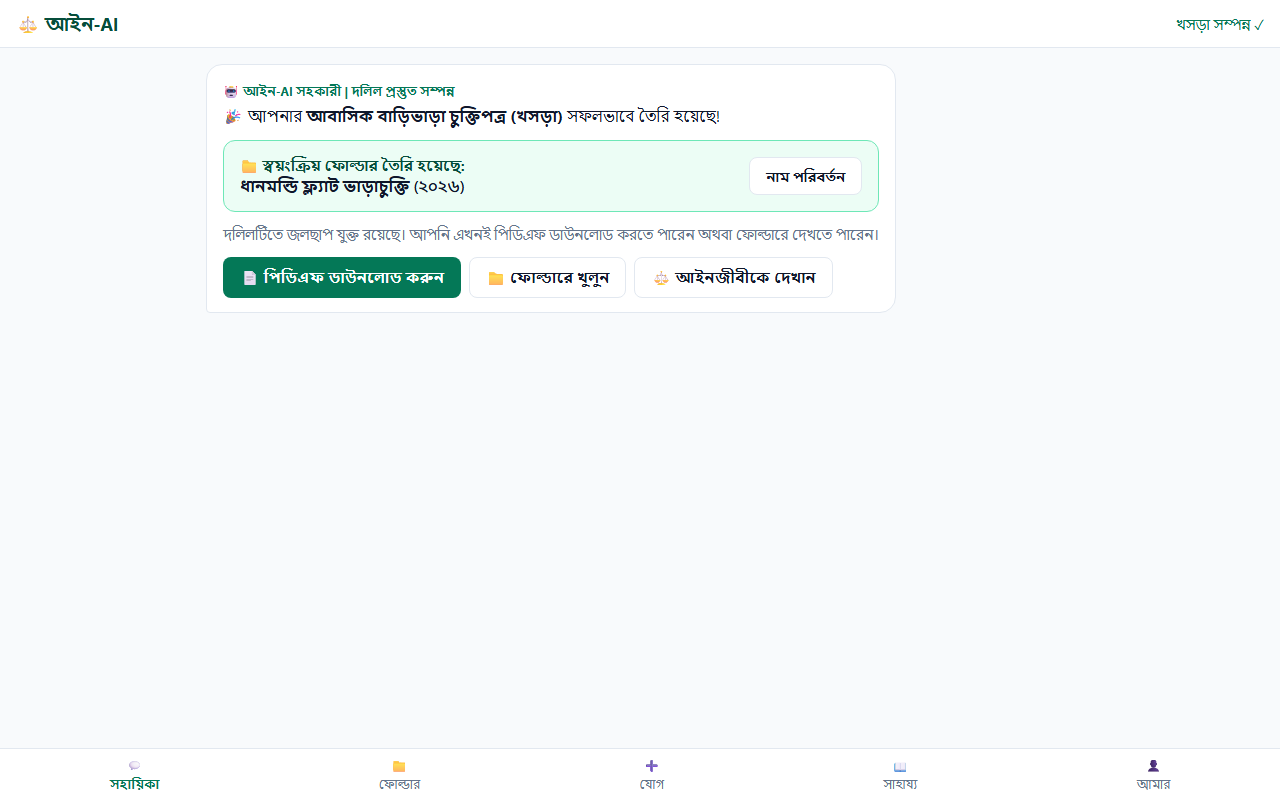 ⚖️ আইন-AI
খসড়া সম্পন্ন ✓
🤖 আইন-AI সহকারী | দলিল প্রস্তুত সম্পন্ন
🎉 আপনার আবাসিক বাড়িভাড়া চুক্তিপত্র (খসড়া) সফলভাবে তৈরি হয়েছে!
📁 স্বয়ংক্রিয় ফোল্ডার তৈরি হয়েছে:
ধানমন্ডি ফ্ল্যাট ভাড়াচুক্তি (২০২৬)
নাম পরিবর্তন
দলিলটিতে জলছাপ যুক্ত রয়েছে। আপনি এখনই পিডিএফ ডাউনলোড করতে পারেন অথবা ফোল্ডারে দেখতে পারেন।
📄 পিডিএফ ডাউনলোড করুন
📁 ফোল্ডারে খুলুন
⚖️ আইনজীবীকে দেখান
💬 সহায়িকা
📁 ফোল্ডার
➕ যোগ
📖 সাহায্য
👤 আমার